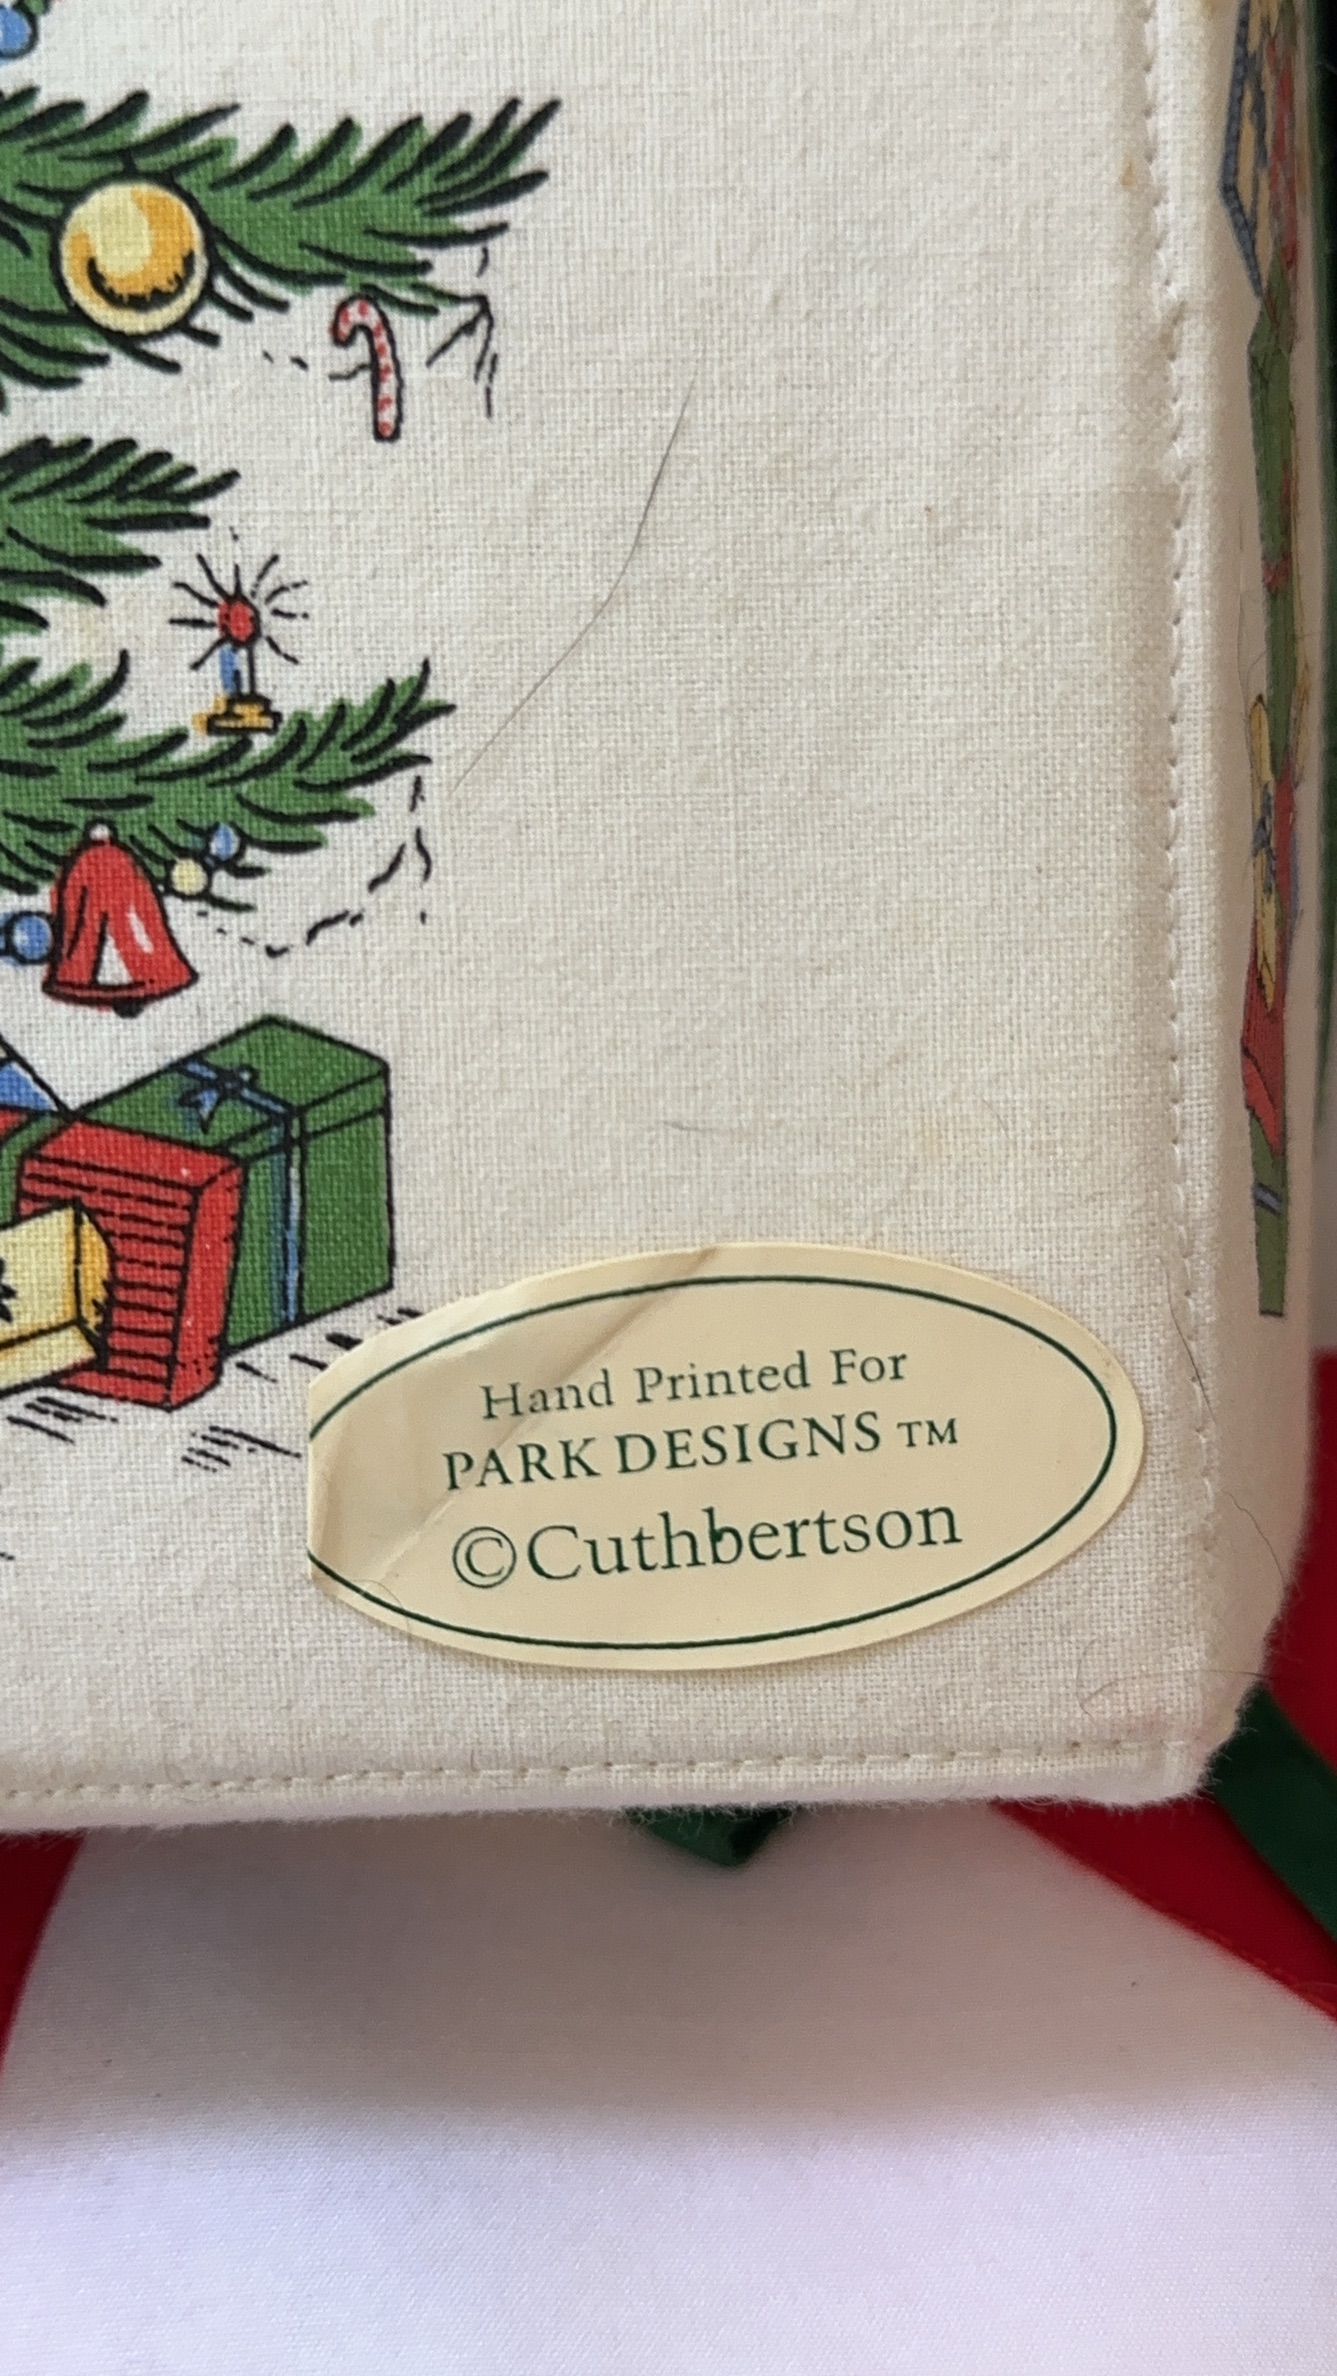 Hand Printed For
PARK DESIGNS TM
©Cuthbertson